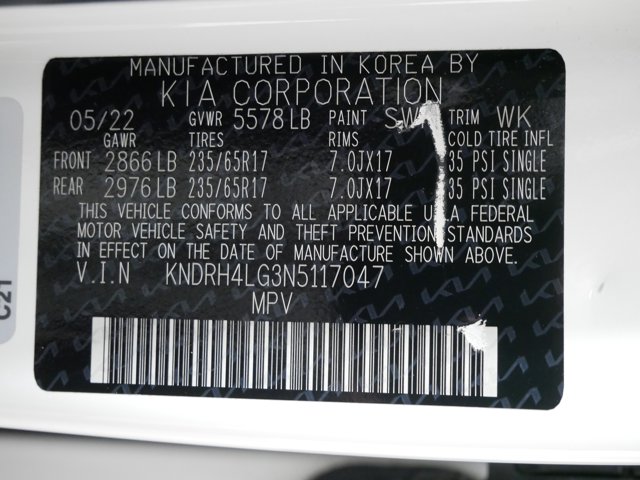 MANUFACTURED IN KOREA BY
KIA CORPORATION
05/22 GVWR 5578 LB PAINT TRIM WK
GAWR TIRES RIMS COLD TIRE INFL
FRONT 2866 LB 235/65R17 7.0JX17 35 PSI SINGLE
REAR 2976 LB 235/65R17 7.0JX17 35 PSI SINGLE
THIS VEHICLE CONFORMS TO ALL APPLICABLE U.S.A FEDERAL
MOTOR VEHICLE SAFETY AND THEFT PREVENTION STANDARDS
IN EFFECT ON THE DATE OF MANUFACTURE SHOWN ABOVE.
V.I.N KNDRH4LG3N5117047
MPV
C21